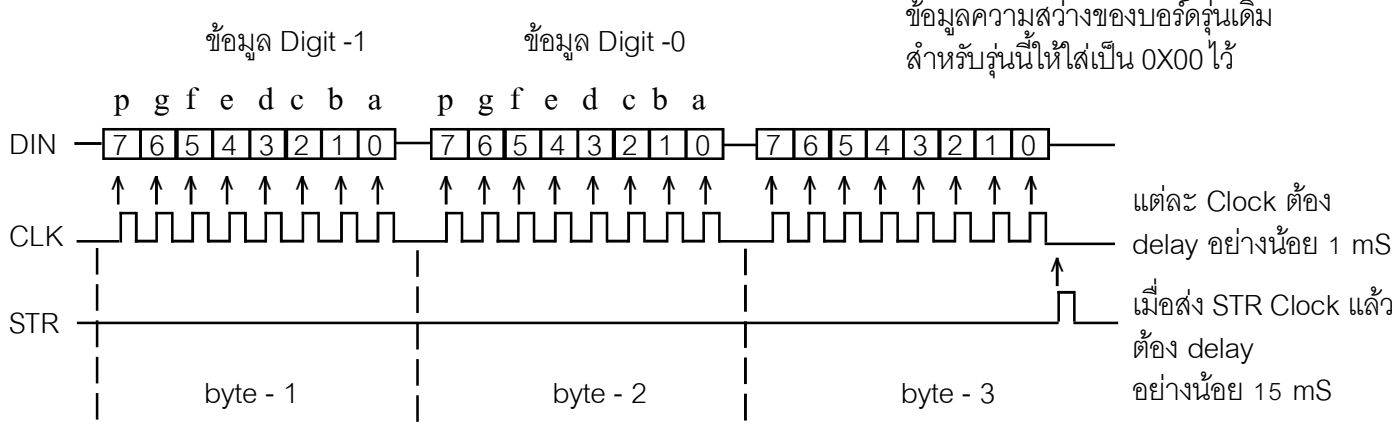 ข้อมูลความสว่างของบอร์ดรุ่นเดิม
สำหรับรุ่นนี้ให้ใส่เป็น 0X00 ไว้
ข้อมูล Digit -1 ข้อมูล Digit -0
p g f e d c b a p g f e d c b a
DIN 7 6 5 4 3 2 1 0 7 6 5 4 3 2 1 0 7 6 5 4 3 2 1 0
CLK
แต่ละ Clock ต้อง
delay อย่างน้อย 1 mS
STR
เมื่อส่ง STR Clock แล้ว
ต้อง delay
อย่างน้อย 15 mS
byte - 1 byte - 2 byte - 3